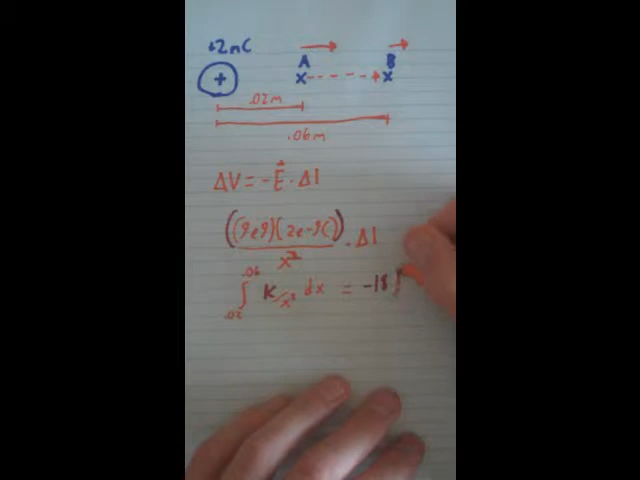 +2nC
A B
+ x x
.02m
.06m
ΔV = -E⃗ · Δl
((9e9)(2e-9C)) / x² · Δl
∫.02^.06 K/x² dx = -18